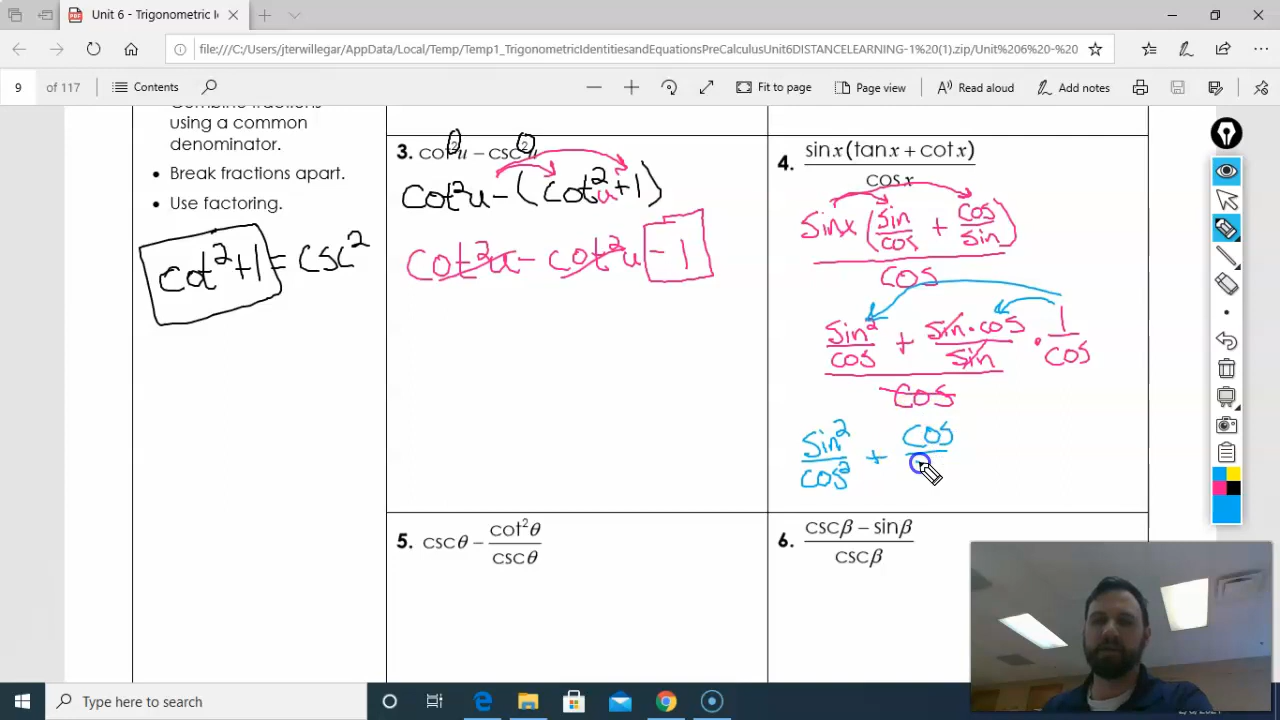 Unit 6 - Trigonometric I
file:///C:/Users/jterwillegar/AppData/Local/Temp/Temp1_TrigonometricIdentitiesandEquationsPreCalculusUnit6DISTANCELEARNING-1%20(1).zip/Unit%206%20-%20
9 of 117 Contents Fit to page Page view Read aloud Add notes
Combine fractions
using a common
denominator.
• Break fractions apart.
• Use factoring.
cot²+1 = csc²
3. cot²u − csc²u
cot²u − (cot²u+1)
cot²u − cot²u −1
4. sin x (tan x + cot x)
cos x
sinx (sin/cos + cos/sin)
cos
sin²/cos + sin·cos/sin · 1/cos
cos
sin²/cos² + cos
5. csc θ − cot²θ/csc θ
6. csc β − sin β
csc β
Type here to search